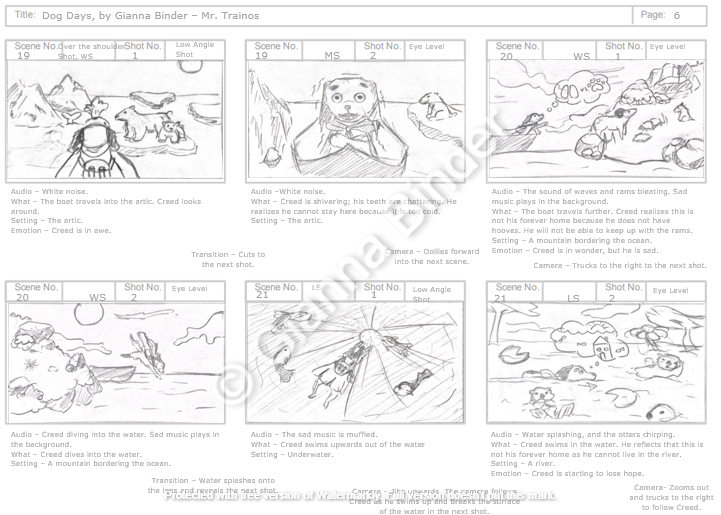 Title: Dog Days, by Gianna Binder – Mr. Trainos
Page: 6
Scene No. 19
Over the shoulder Shot, WS
Shot No. 1
Low Angle Shot
Audio – White noise.
What – The boat travels into the artic. Creed looks
around.
Setting – The artic.
Emotion – Creed is in awe.
Transition – Cuts to
the next shot.
Scene No. 19
MS
Shot No. 2
Eye Level
Audio –White noise.
What – Creed is shivering; his teeth are chattering. He
realizes he cannot stay here because it is too cold.
Setting – The artic.
Camera – Dollies forward
into the next scene.
Scene No. 20
WS
Shot No. 1
Eye Level
Audio – The sound of waves and rams bleating. Sad
music plays in the background.
What – The boat travels further. Creed realizes this is
not his forever home because he does not have
hooves. He will not be able to keep up with the rams.
Setting – A mountain bordering the ocean.
Emotion – Creed is in wonder, but he is sad.
Camera – Trucks to the right to the next shot.
Scene No. 20
WS
Shot No. 2
Eye Level
Audio – Creed diving into the water. Sad music plays in
the background.
What – Creed dives into the water.
Setting – A mountain bordering the ocean.
Transition – Water splashes onto
the lens and reveals the next shot.
Scene No. 21
LS
Shot No. 1
Low Angle Shot
Audio – The sad music is muffled.
What – Creed swims upwards out of the water
Setting – Underwater.
Camera – Tilts upwards. The camera follows
Creed as he swims up and breaks the surface
of the water in the next shot.
Scene No. 21
LS
Shot No. 2
Eye Level
Audio – Water splashing, and the otters chirping.
What – Creed swims in the water. He reflects that this is
not his forever home as he cannot live in the river.
Setting – A river.
Emotion – Creed is starting to lose hope.
Camera- Zooms out
and trucks to the right
to follow Creed.
© Gianna Binder
Protected with free version of Watermarkly. Full version doesn't put this mark.